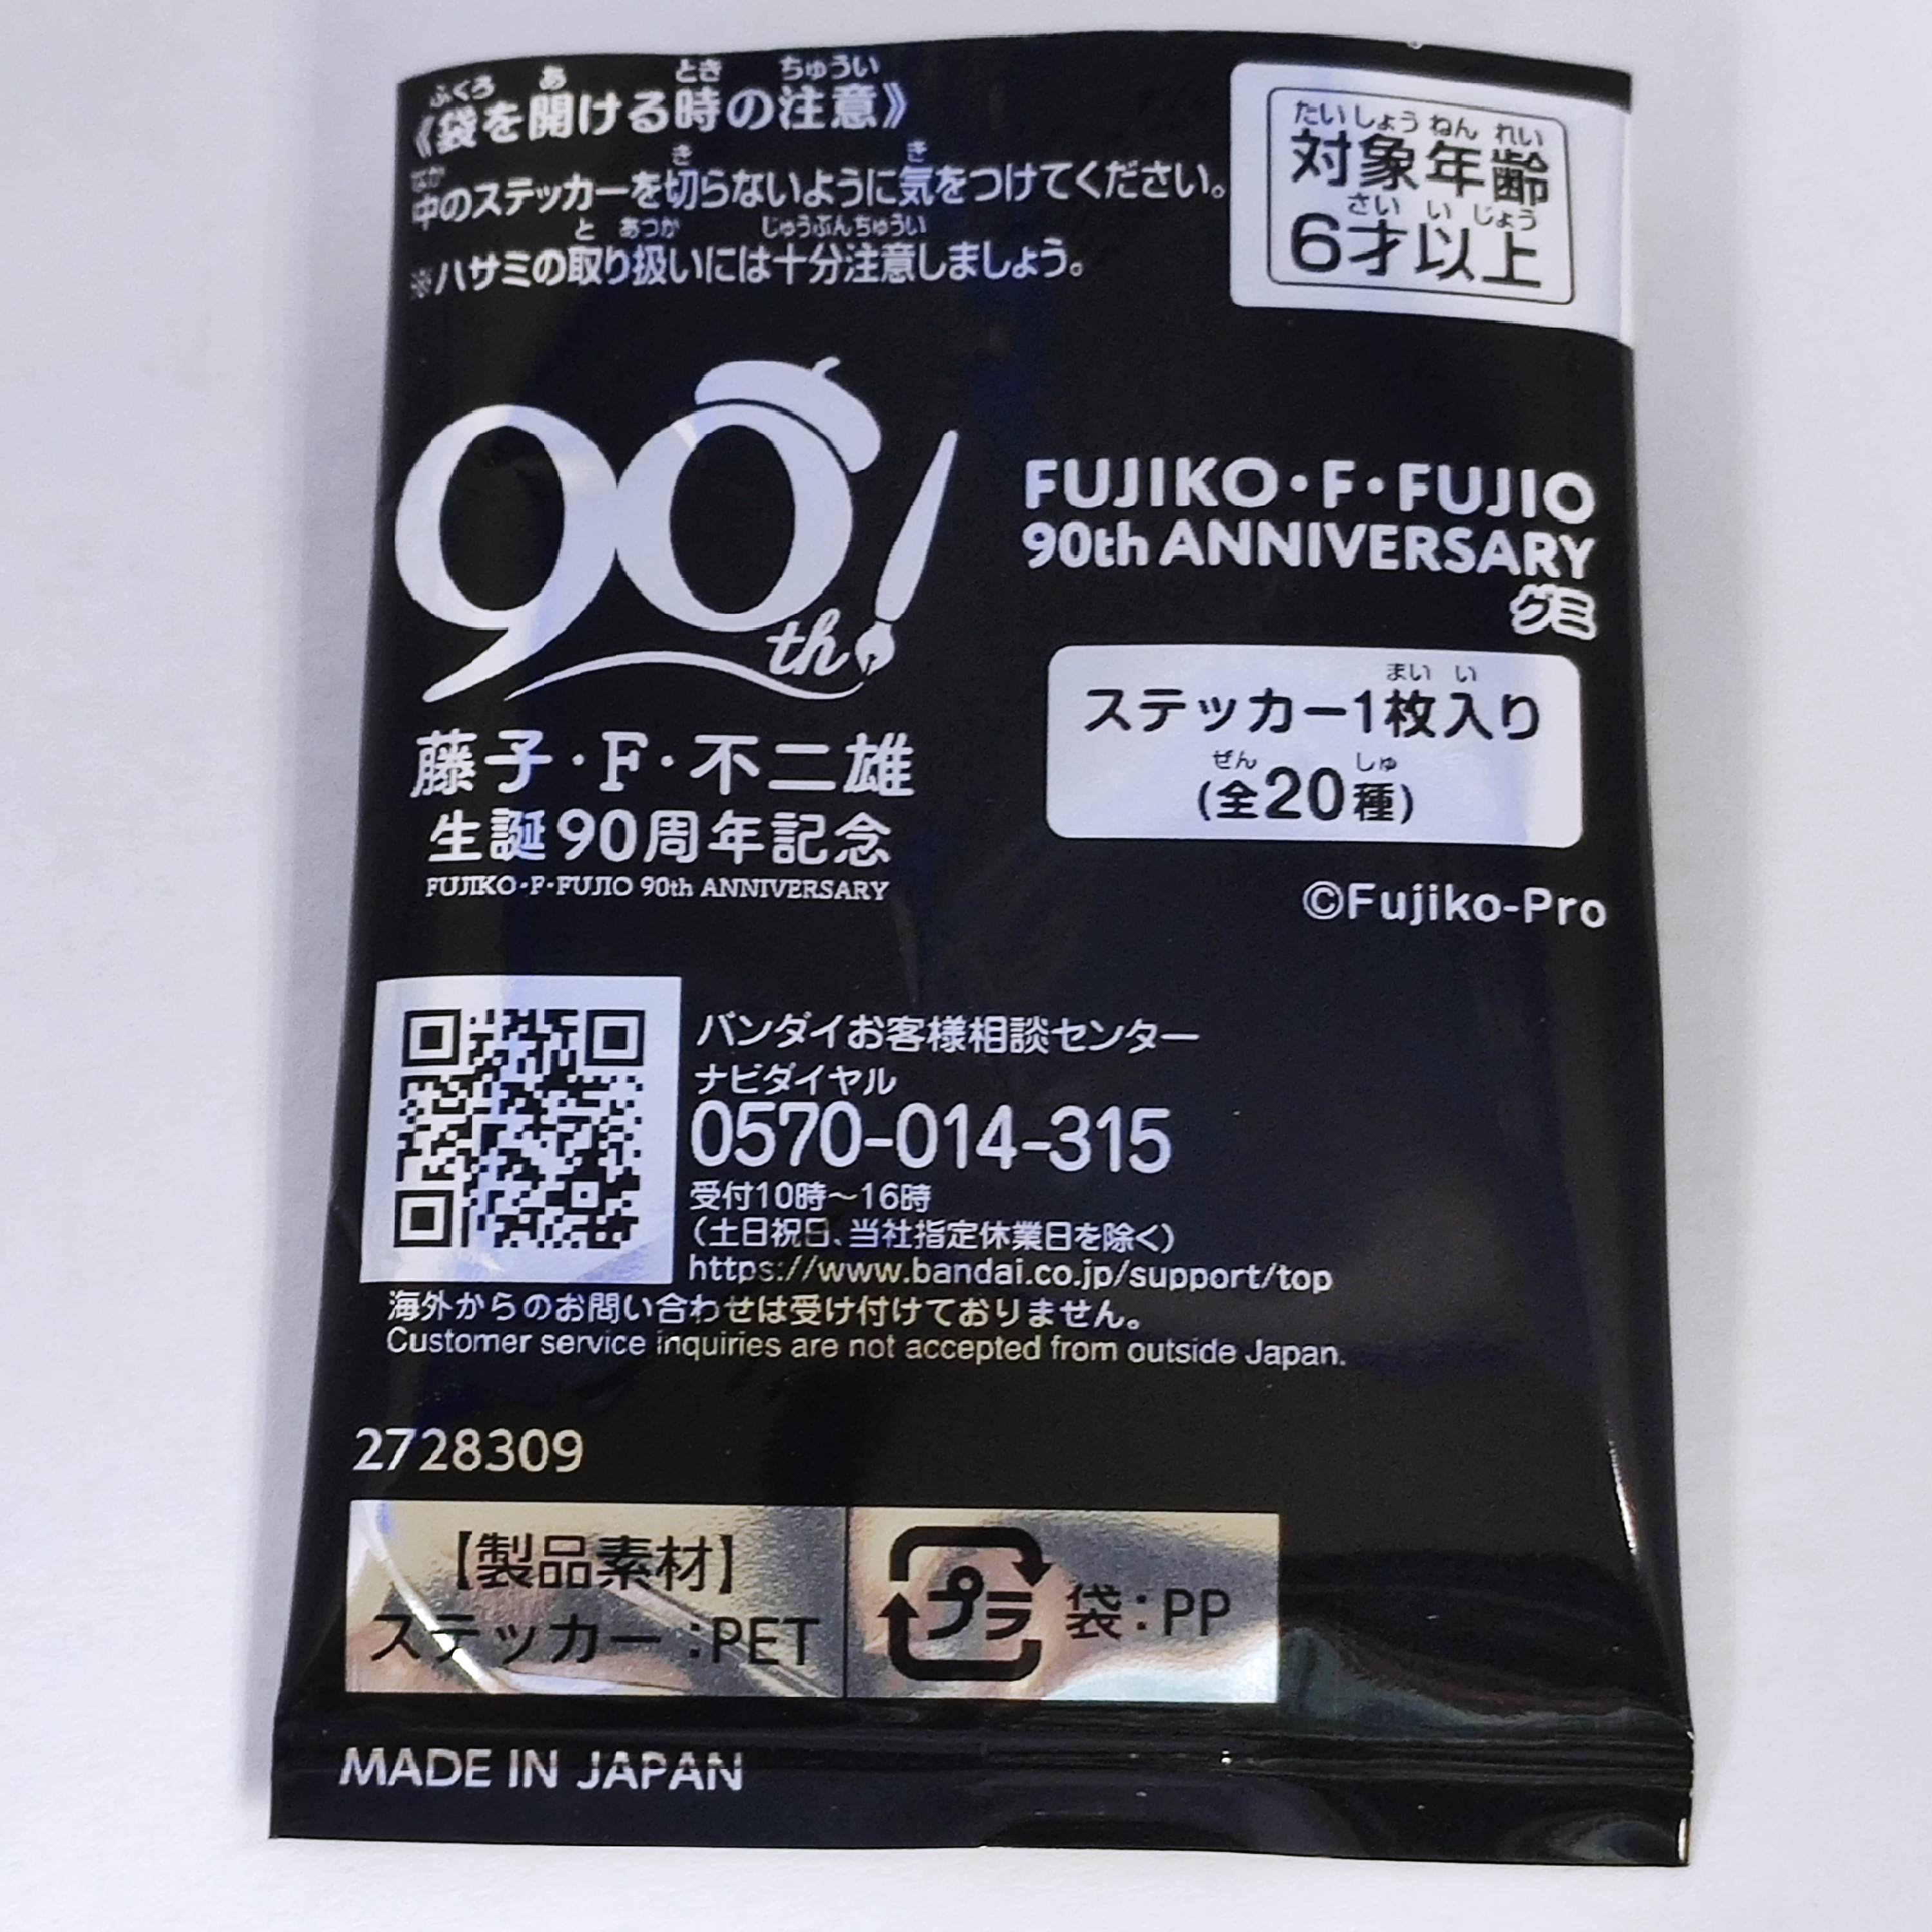 《袋を開ける時の注意》
中のステッカーを切らないように気をつけてください。
※ハサミの取り扱いには十分注意しましょう。
対象年齢
6才以上
90th!
藤子・F・不二雄
生誕90周年記念
FUJIKO・F・FUJIO 90th ANNIVERSARY
FUJIKO・F・FUJIO
90th ANNIVERSARY
グミ
ステッカー1枚入り
(全20種)
©Fujiko-Pro
バンダイお客様相談センター
ナビダイヤル
0570-014-315
受付10時〜16時
(土日祝日、当社指定休業日を除く)
https://www.bandai.co.jp/support/top
海外からのお問い合わせは受け付けておりません。
Customer service inquiries are not accepted from outside Japan.
2728309
【製品素材】
ステッカー:PET
プラ 袋:PP
MADE IN JAPAN